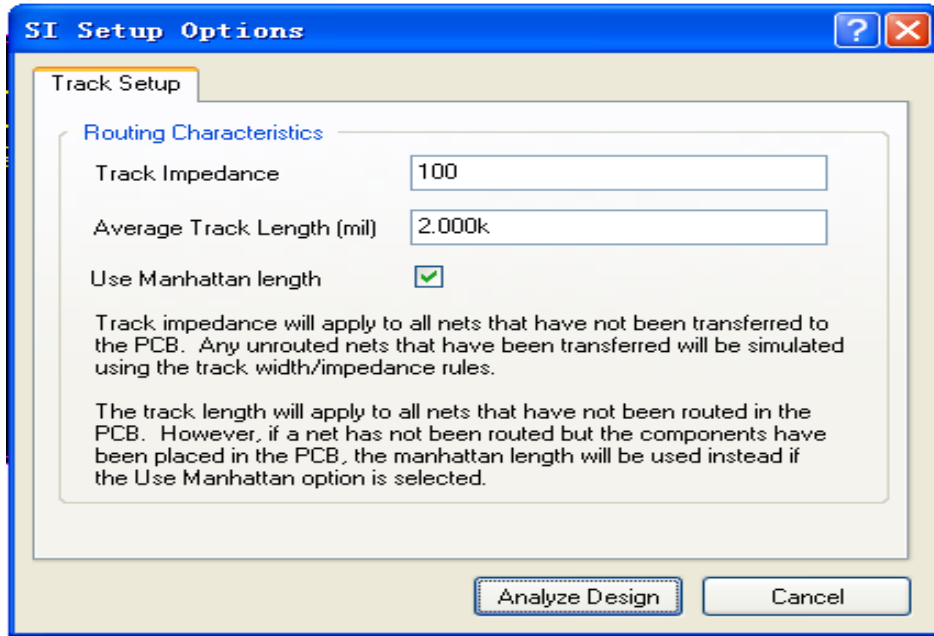 SI Setup Options
Track Setup
Routing Characteristics
Track Impedance
100
Average Track Length (mil)
2.000k
Use Manhattan length
Track impedance will apply to all nets that have not been transferred to
the PCB. Any unrouted nets that have been transferred will be simulated
using the track width/impedance rules.
The track length will apply to all nets that have not been routed in the
PCB. However, if a net has not been routed but the components have
been placed in the PCB, the manhattan length will be used instead if
the Use Manhattan option is selected.
Analyze Design
Cancel